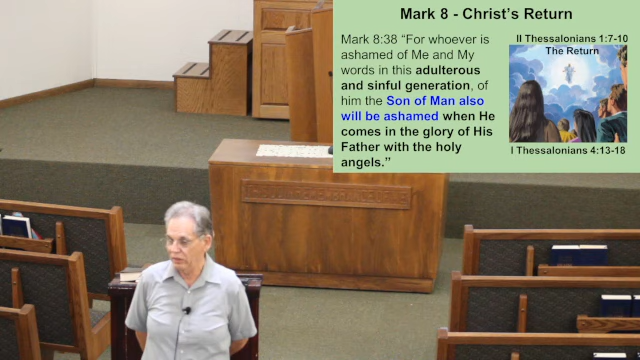 Mark 8 - Christ's Return
Mark 8:38 “For whoever is
ashamed of Me and My
words in this adulterous
and sinful generation, of
him the Son of Man also
will be ashamed when He
comes in the glory of His
Father with the holy
angels.”
II Thessalonians 1:7-10
The Return
I Thessalonians 4:13-18